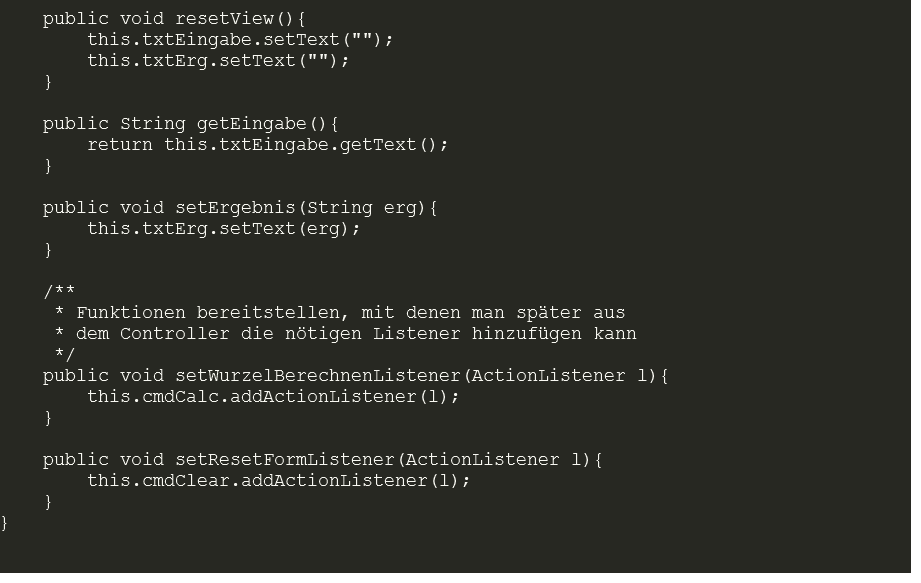 public void resetView(){
this.txtEingabe.setText("");
this.txtErg.setText("");
}
public String getEingabe(){
return this.txtEingabe.getText();
}
public void setErgebnis(String erg){
this.txtErg.setText(erg);
}
/**
* Funktionen bereitstellen, mit denen man später aus
* dem Controller die nötigen Listener hinzufügen kann
*/
public void setWurzelBerechnenListener(ActionListener l){
this.cmdCalc.addActionListener(l);
}
public void setResetFormListener(ActionListener l){
this.cmdClear.addActionListener(l);
}
}